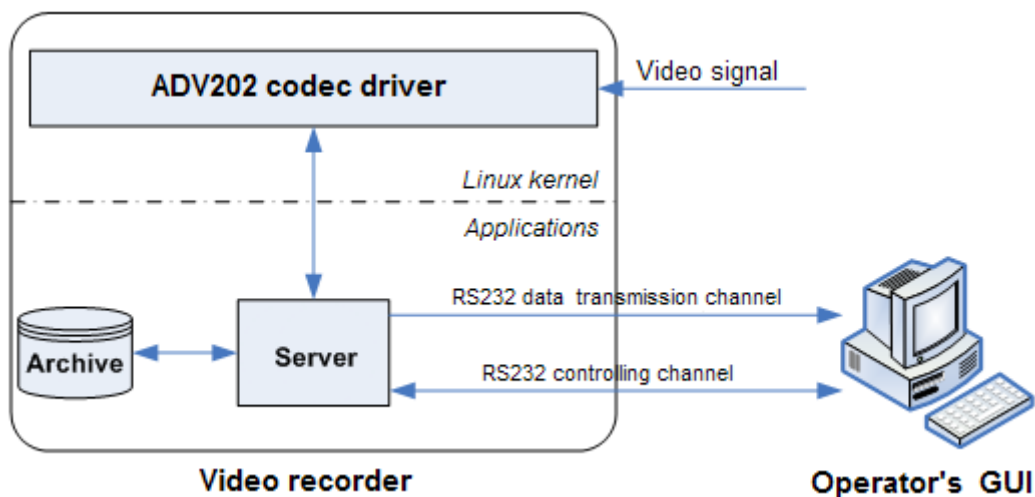 ADV202 codec driver
Video signal
Linux kernel
Applications
RS232 data transmission channel
Archive
Server
RS232 controlling channel
Video recorder
Operator's GUI